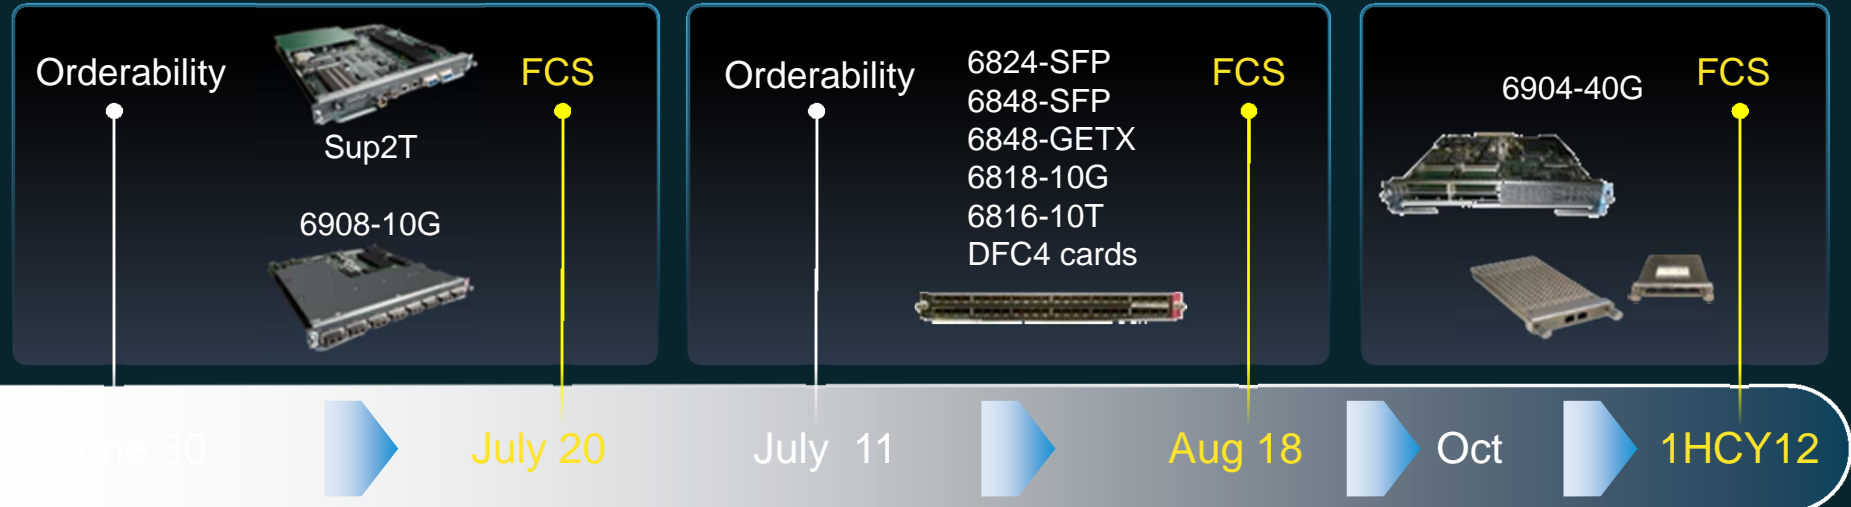 Orderability
Sup2T
6908-10G
FCS
Orderability
6824-SFP
6848-SFP
6848-GETX
6818-10G
6816-10T
DFC4 cards
FCS
6904-40G
FCS
June 30
July 20
July 11
Aug 18
Oct
1HCY12